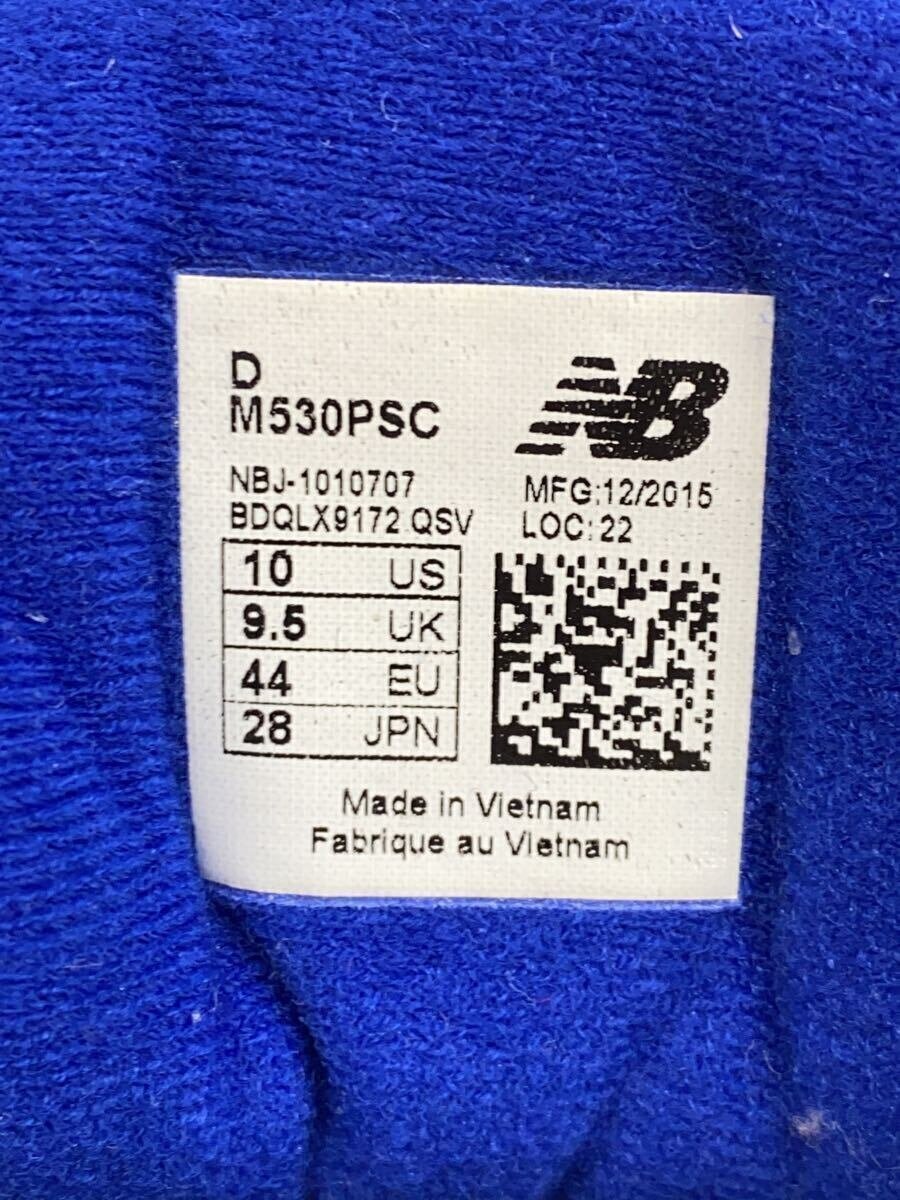 D
M530PSC
NB
NBJ-1010707
BDQLX9172 QSV
MFG:12/2015
LOC: 22
10 US
9.5 UK
44 EU
28 JPN
Made in Vietnam
Fabrique au Vietnam